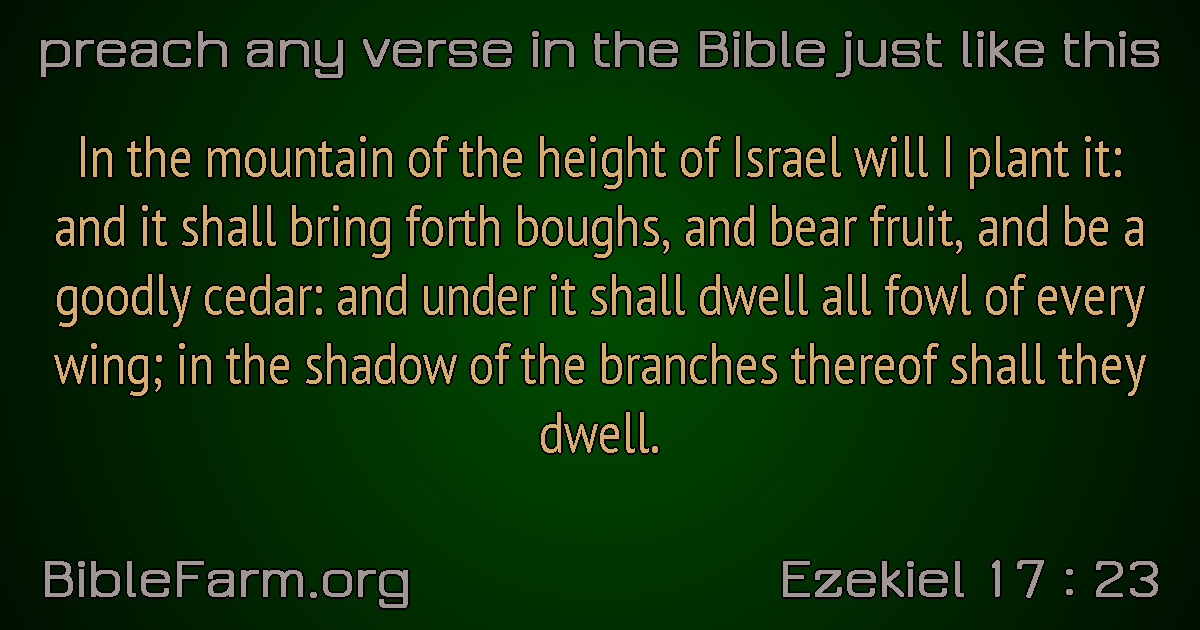 preach any verse in the Bible just like this
In the mountain of the height of Israel will I plant it:
and it shall bring forth boughs, and bear fruit, and be a
goodly cedar: and under it shall dwell all fowl of every
wing; in the shadow of the branches thereof shall they
dwell.
BibleFarm.org
Ezekiel 17 : 23